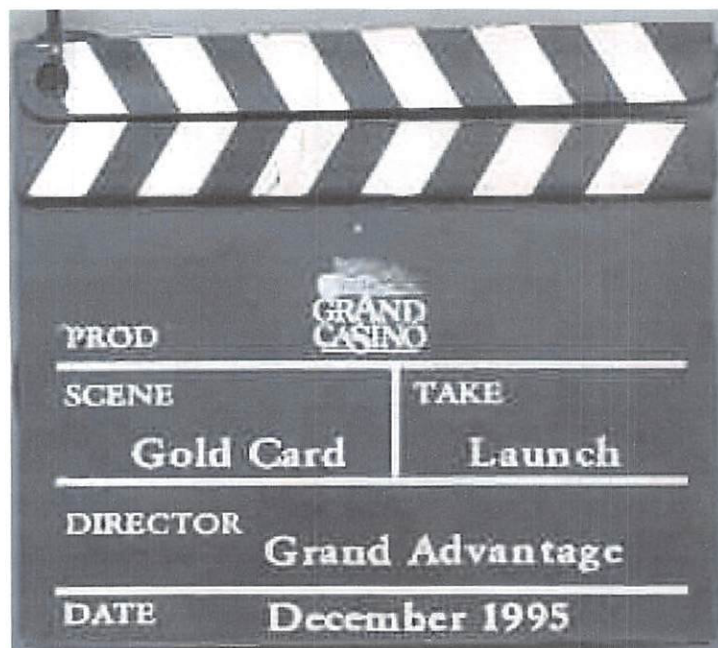 GRAND
PROD CASINO
SCENE TAKE
Gold Card Launch
DIRECTOR Grand Advantage
DATE December 1995